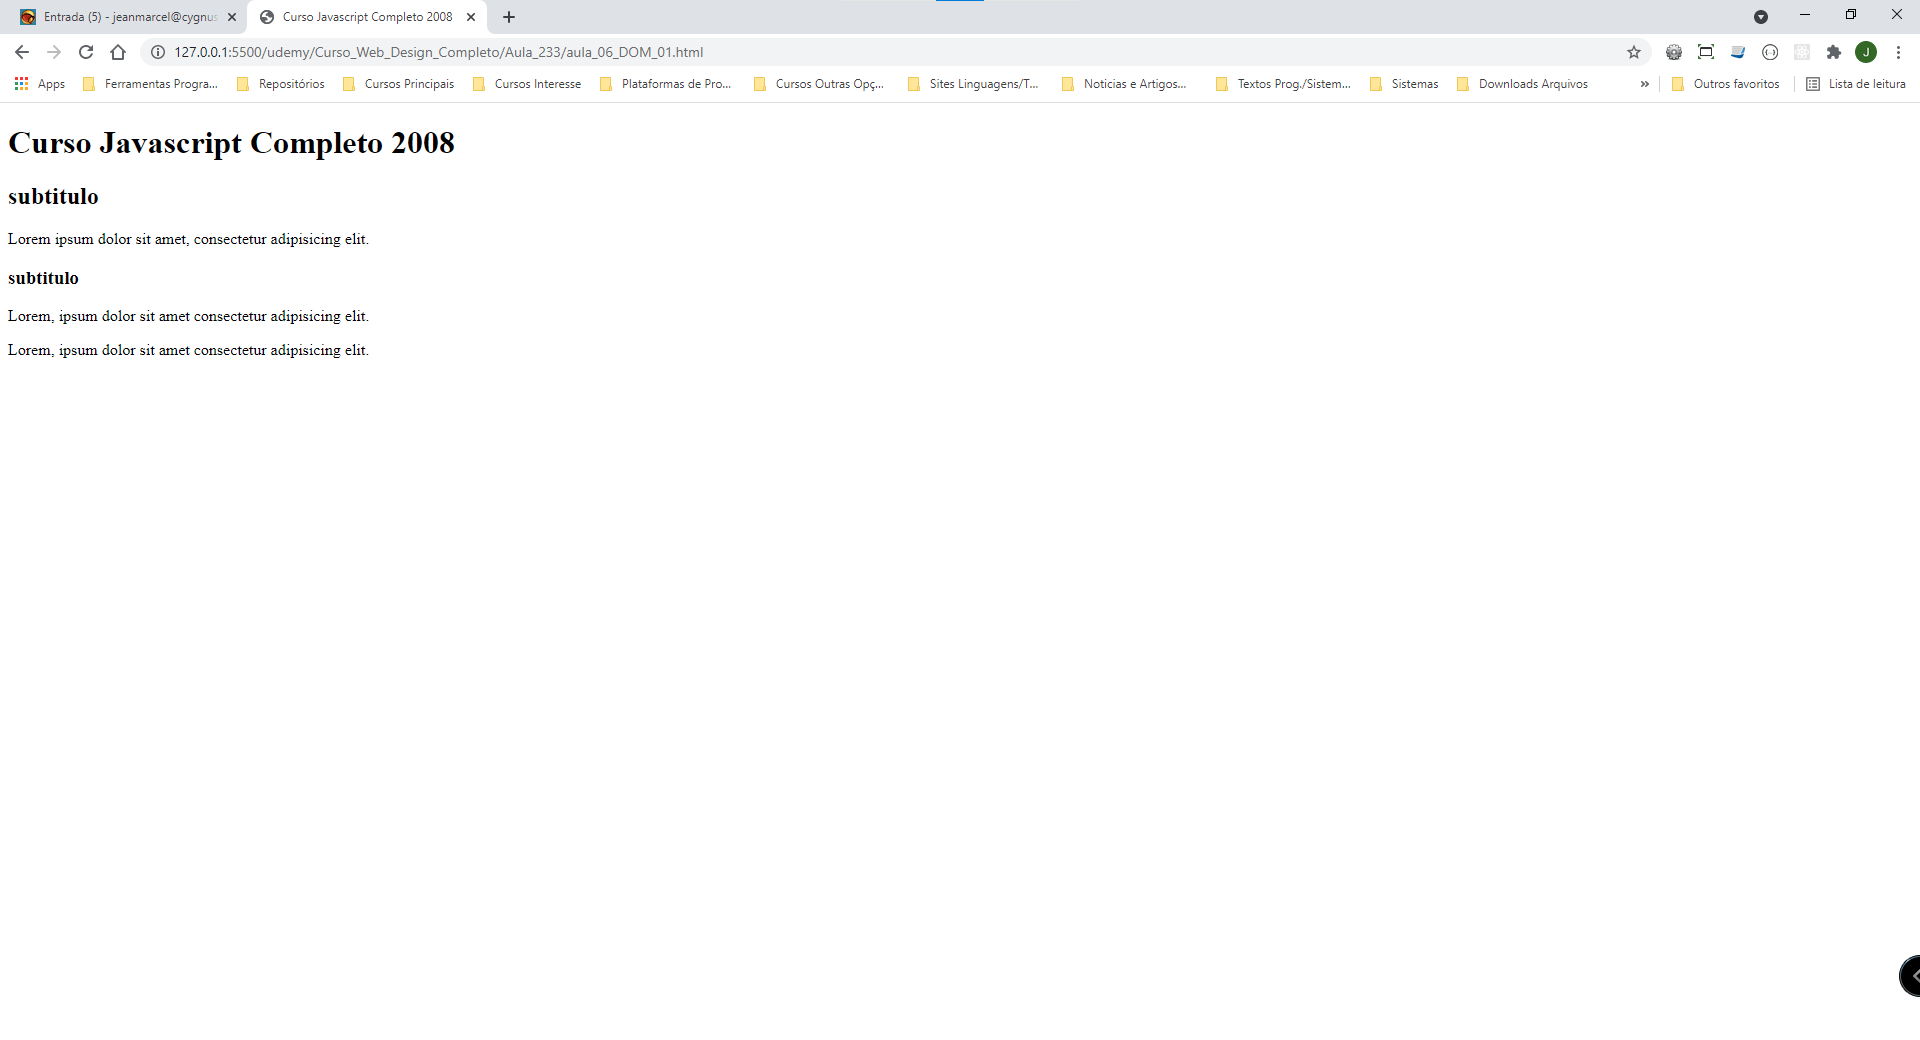 Entrada (5) - jeanmarcel@cygnus
Curso Javascript Completo 2008
127.0.0.1:5500/udemy/Curso_Web_Design_Completo/Aula_233/aula_06_DOM_01.html
J
Apps
Ferramentas Progra...
Repositórios
Cursos Principais
Cursos Interesse
Plataformas de Pro...
Cursos Outras Opç...
Sites Linguagens/T...
Noticias e Artigos...
Textos Prog./Sistem...
Sistemas
Downloads Arquivos
»
Outros favoritos
Lista de leitura
Curso Javascript Completo 2008
subtitulo
Lorem ipsum dolor sit amet, consectetur adipisicing elit.
subtitulo
Lorem, ipsum dolor sit amet consectetur adipisicing elit.
Lorem, ipsum dolor sit amet consectetur adipisicing elit.